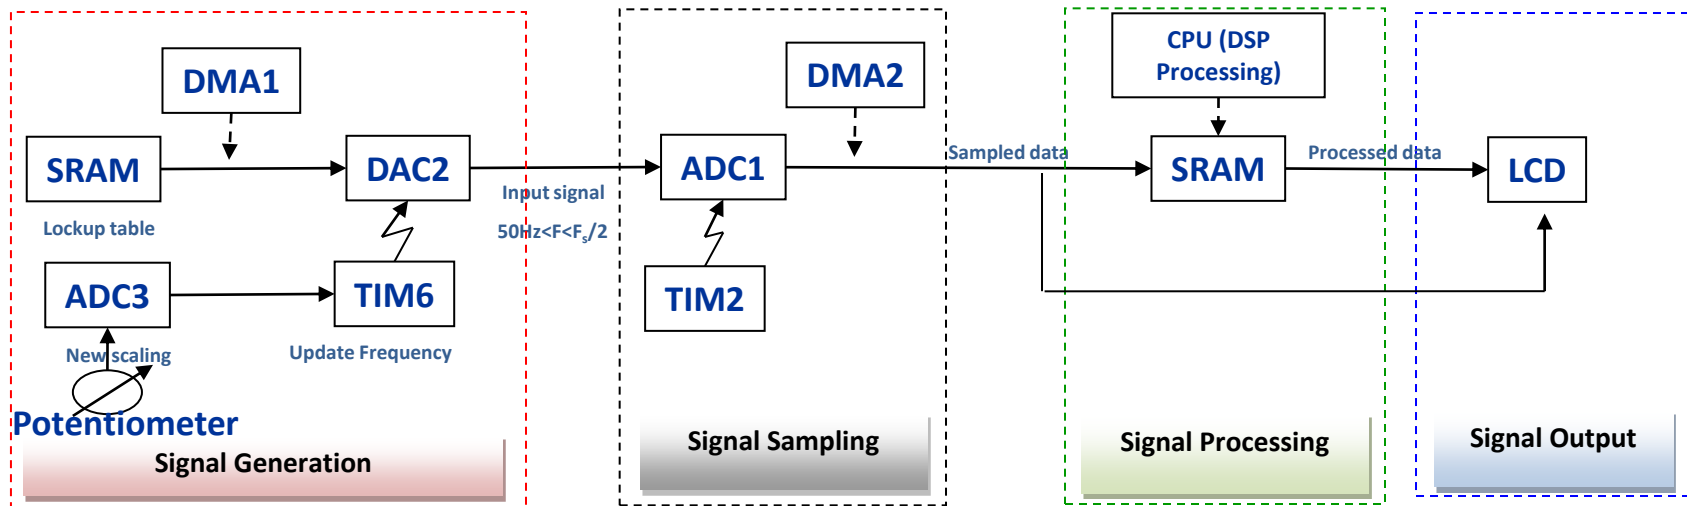 DMA1
SRAM
DAC2
Lockup table
ADC3
TIM6
New scaling
Update Frequency
Potentiometer
Signal Generation
Input signal
50Hz<F<Fs/2
DMA2
ADC1
TIM2
Signal Sampling
Sampled data
CPU (DSP
Processing)
SRAM
Signal Processing
Processed data
LCD
Signal Output